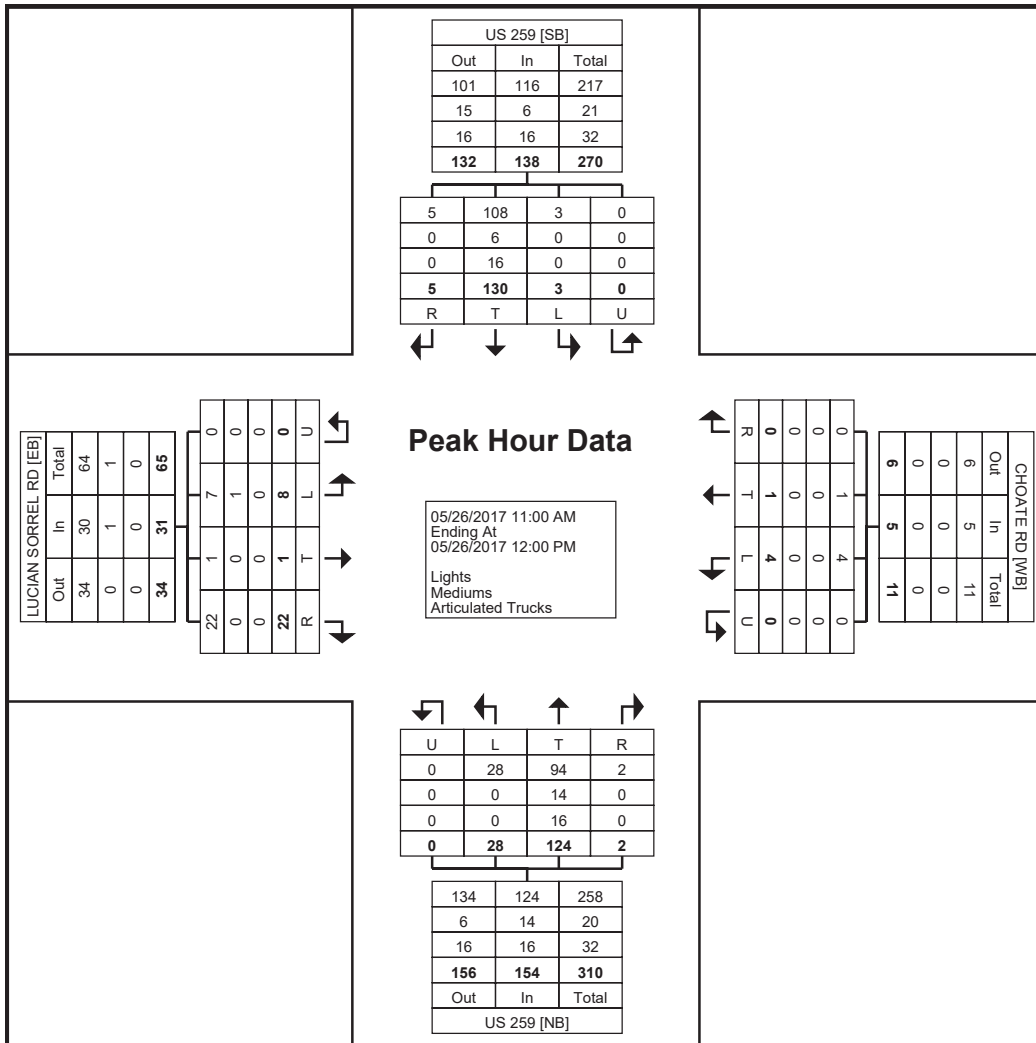 US 259 [SB]
Out In Total
101 116 217
15 6 21
16 16 32
132 138 270
5 108 3 0
0 6 0 0
0 16 0 0
5 130 3 0
R T L U
LUCIAN SORREL RD [EB]
Total 64 1 0 65
In 30 1 0 31
Out 34 0 0 34
0 0 0 0 U
7 1 0 8 L
1 0 0 1 T
22 0 0 22 R
Peak Hour Data
05/26/2017 11:00 AM
Ending At
05/26/2017 12:00 PM
Lights
Mediums
Articulated Trucks
R 0 0 0 0
T 1 0 0 1
L 4 0 0 4
U 0 0 0 0
CHOATE RD [WB]
Out 6 0 0 6
In 5 0 0 5
Total 11 0 0 11
U L T R
0 28 94 2
0 0 14 0
0 0 16 0
0 28 124 2
134 124 258
6 14 20
16 16 32
156 154 310
Out In Total
US 259 [NB]